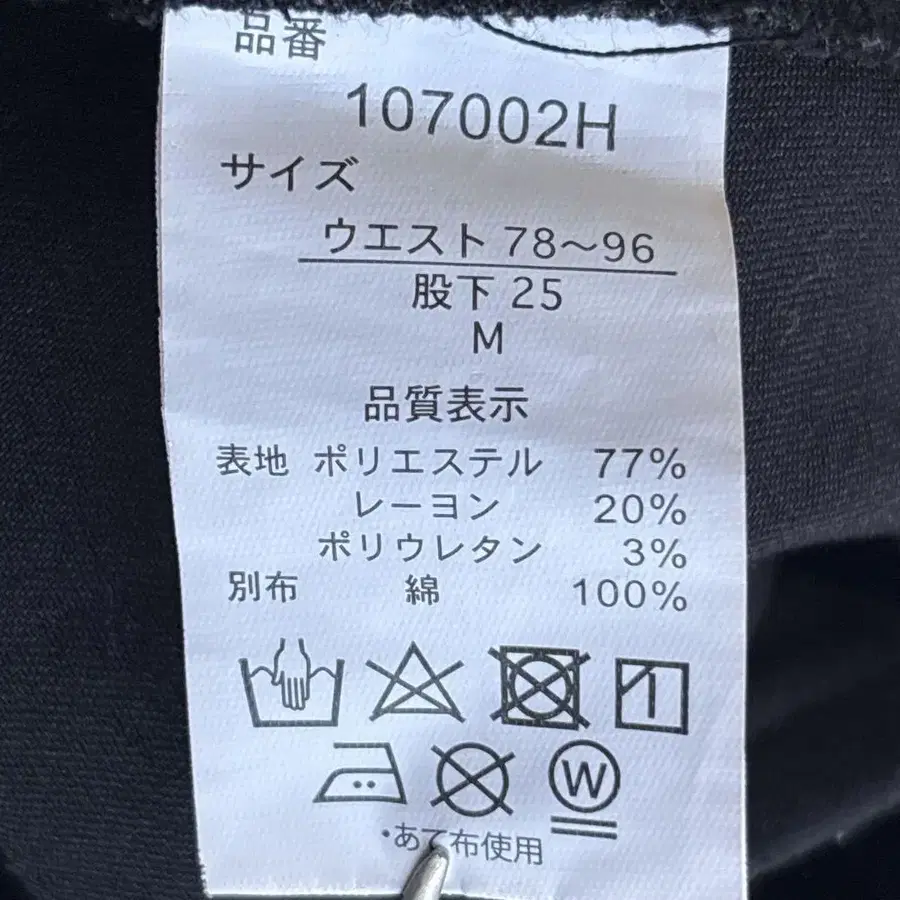 品番
107002H
サイズ
ウエスト 78～96
股下 25
M
品質表示
表地 ポリエステル 77%
レーヨン 20%
ポリウレタン 3%
別布 綿 100%
W
・あて布使用